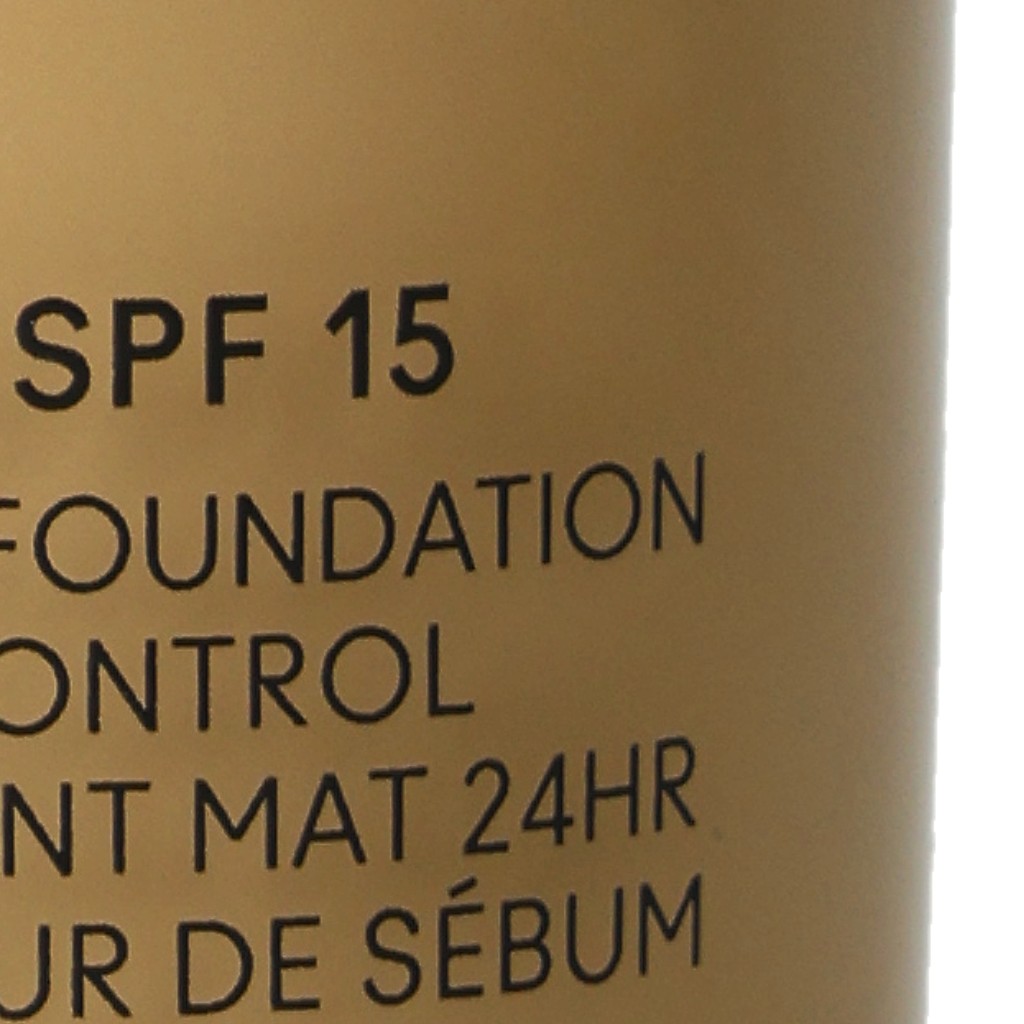 SPF 15
FOUNDATION
ONTROL
NT MAT 24HR
UR DE SÉBUM